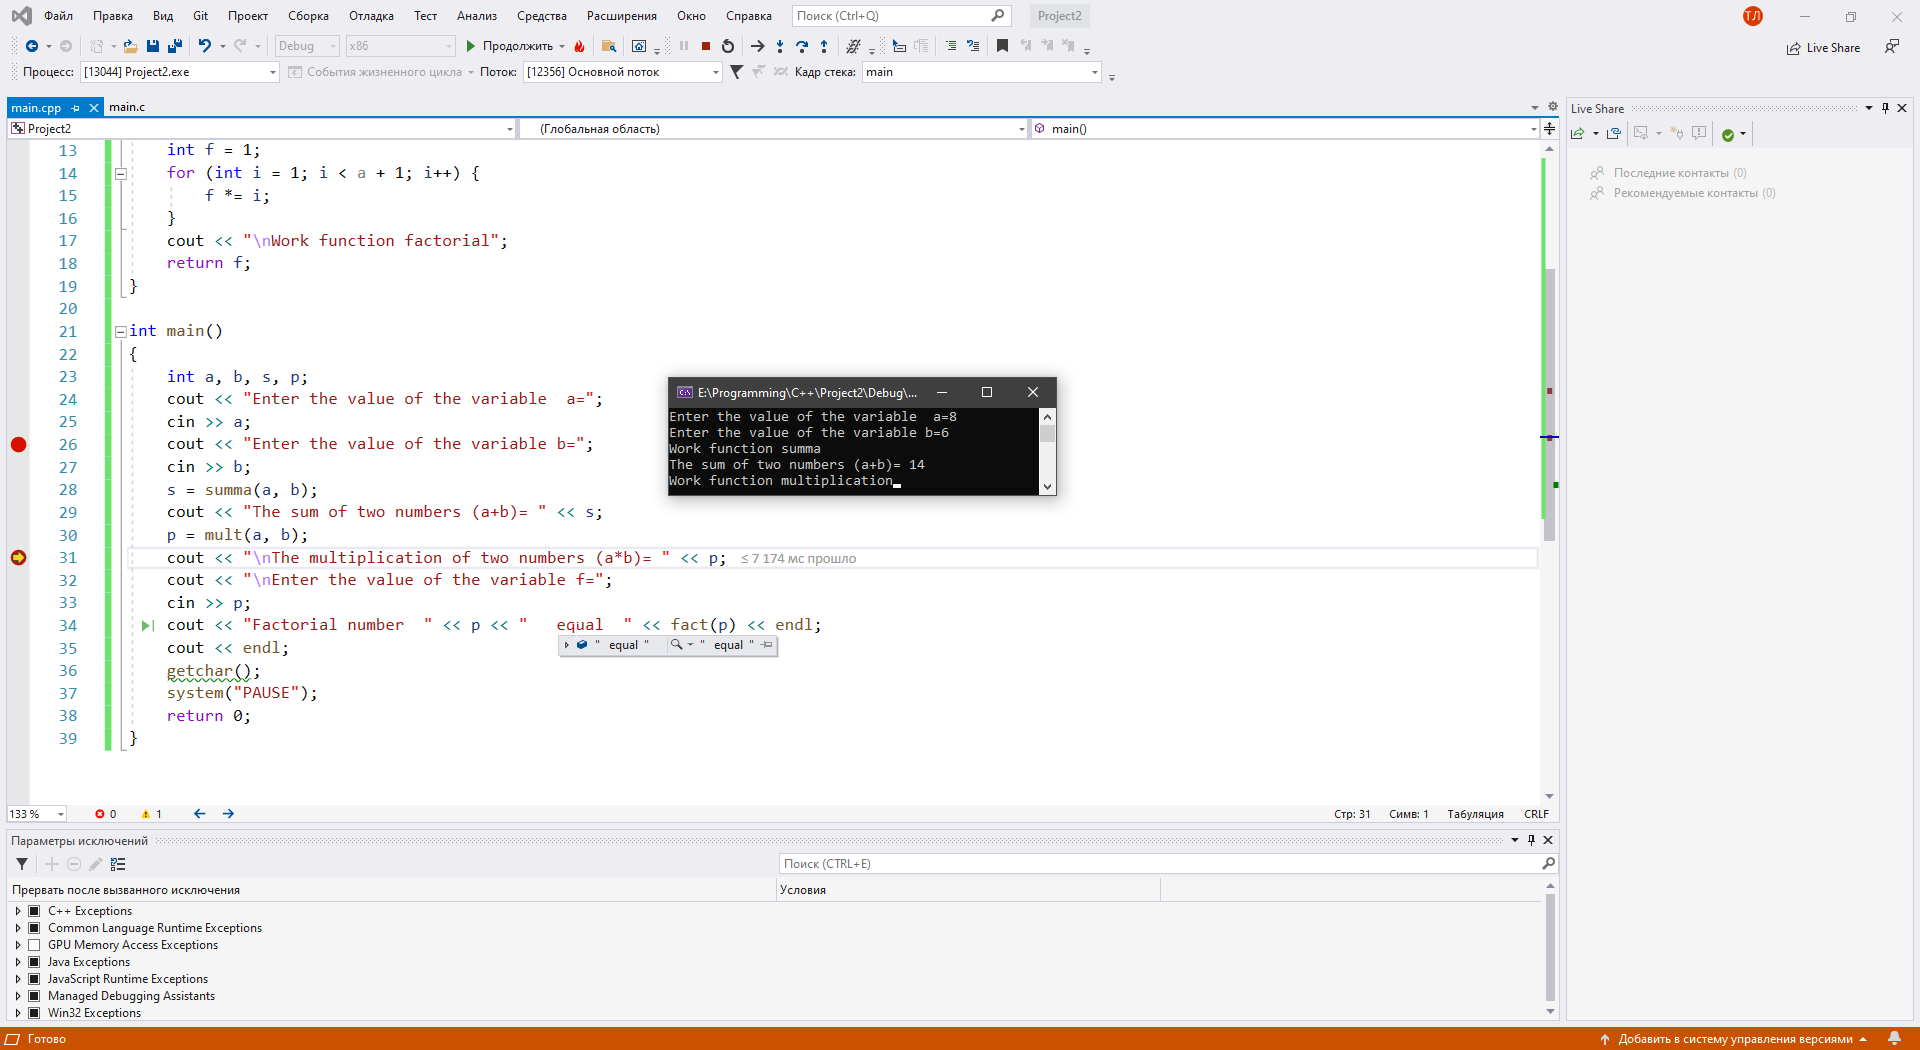 Файл Правка Вид Git Проект Сборка Отладка Тест Анализ Средства Расширения Окно Справка Поиск (Ctrl+Q) Project2 ТЛ
Debug x86 Продолжить Live Share
Процесс: [13044] Project2.exe События жизненного цикла Поток: [12356] Основной поток Кадр стека: main
main.cpp main.c
Project2 (Глобальная область) main()
13 int f = 1;
14 for (int i = 1; i < a + 1; i++) {
15 f *= i;
16 }
17 cout << "\nWork function factorial";
18 return f;
19 }
20
21 int main()
22 {
23 int a, b, s, p;
24 cout << "Enter the value of the variable  a=";
25 cin >> a;
26 cout << "Enter the value of the variable b=";
27 cin >> b;
28 s = summa(a, b);
29 cout << "The sum of two numbers (a+b)= " << s;
30 p = mult(a, b);
31 cout << "\nThe multiplication of two numbers (a*b)= " << p; ≤ 7 174 мс прошло
32 cout << "\nEnter the value of the variable f=";
33 cin >> p;
34 cout << "Factorial number  " << p << "   equal  " << fact(p) << endl;
" equal " " equal "
35 cout << endl;
36 getchar();
37 system("PAUSE");
38 return 0;
39 }
E:\Programming\C++\Project2\Debug\...
Enter the value of the variable  a=8
Enter the value of the variable b=6
Work function summa
The sum of two numbers (a+b)= 14
Work function multiplication
133 % 0 1 Стр: 31 Симв: 1 Табуляция CRLF
Параметры исключений
Поиск (CTRL+E)
Прервать после вызванного исключения Условия
C++ Exceptions
Common Language Runtime Exceptions
GPU Memory Access Exceptions
Java Exceptions
JavaScript Runtime Exceptions
Managed Debugging Assistants
Win32 Exceptions
Live Share
Последние контакты (0)
Рекомендуемые контакты (0)
Готово Добавить в систему управления версиями